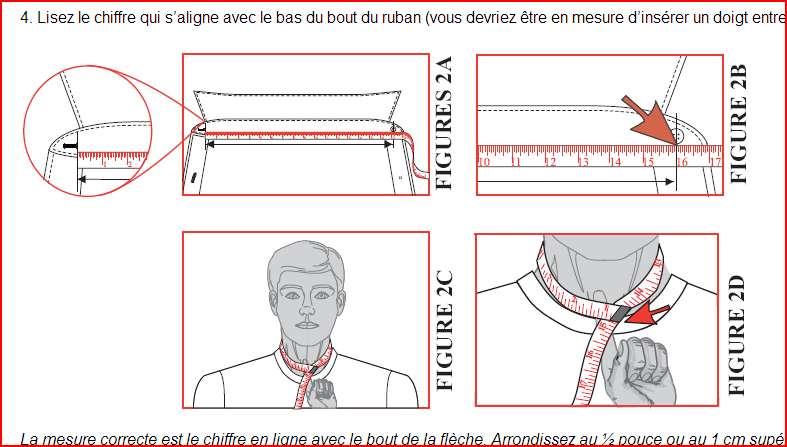 4. Lisez le chiffre qui s’aligne avec le bas du bout du ruban (vous devriez être en mesure d’insérer un doigt entre
FIGURES 2A
1 2
FIGURE 2B
10 11 12 13 14 15 16 17
FIGURE 2C
FIGURE 2D
La mesure correcte est le chiffre en ligne avec le bout de la flèche. Arrondissez au ½ pouce ou au 1 cm supé